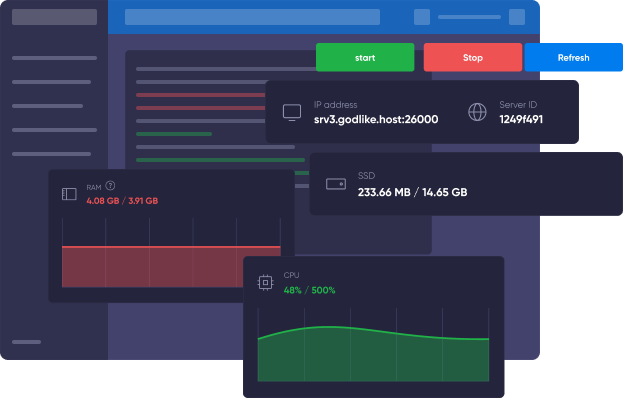 start
Stop
Refresh
IP address
srv3.godlike.host:26000
Server ID
1249f491
SSD
233.66 MB / 14.65 GB
RAM ?
4.08 GB / 3.91 GB
CPU
48% / 500%